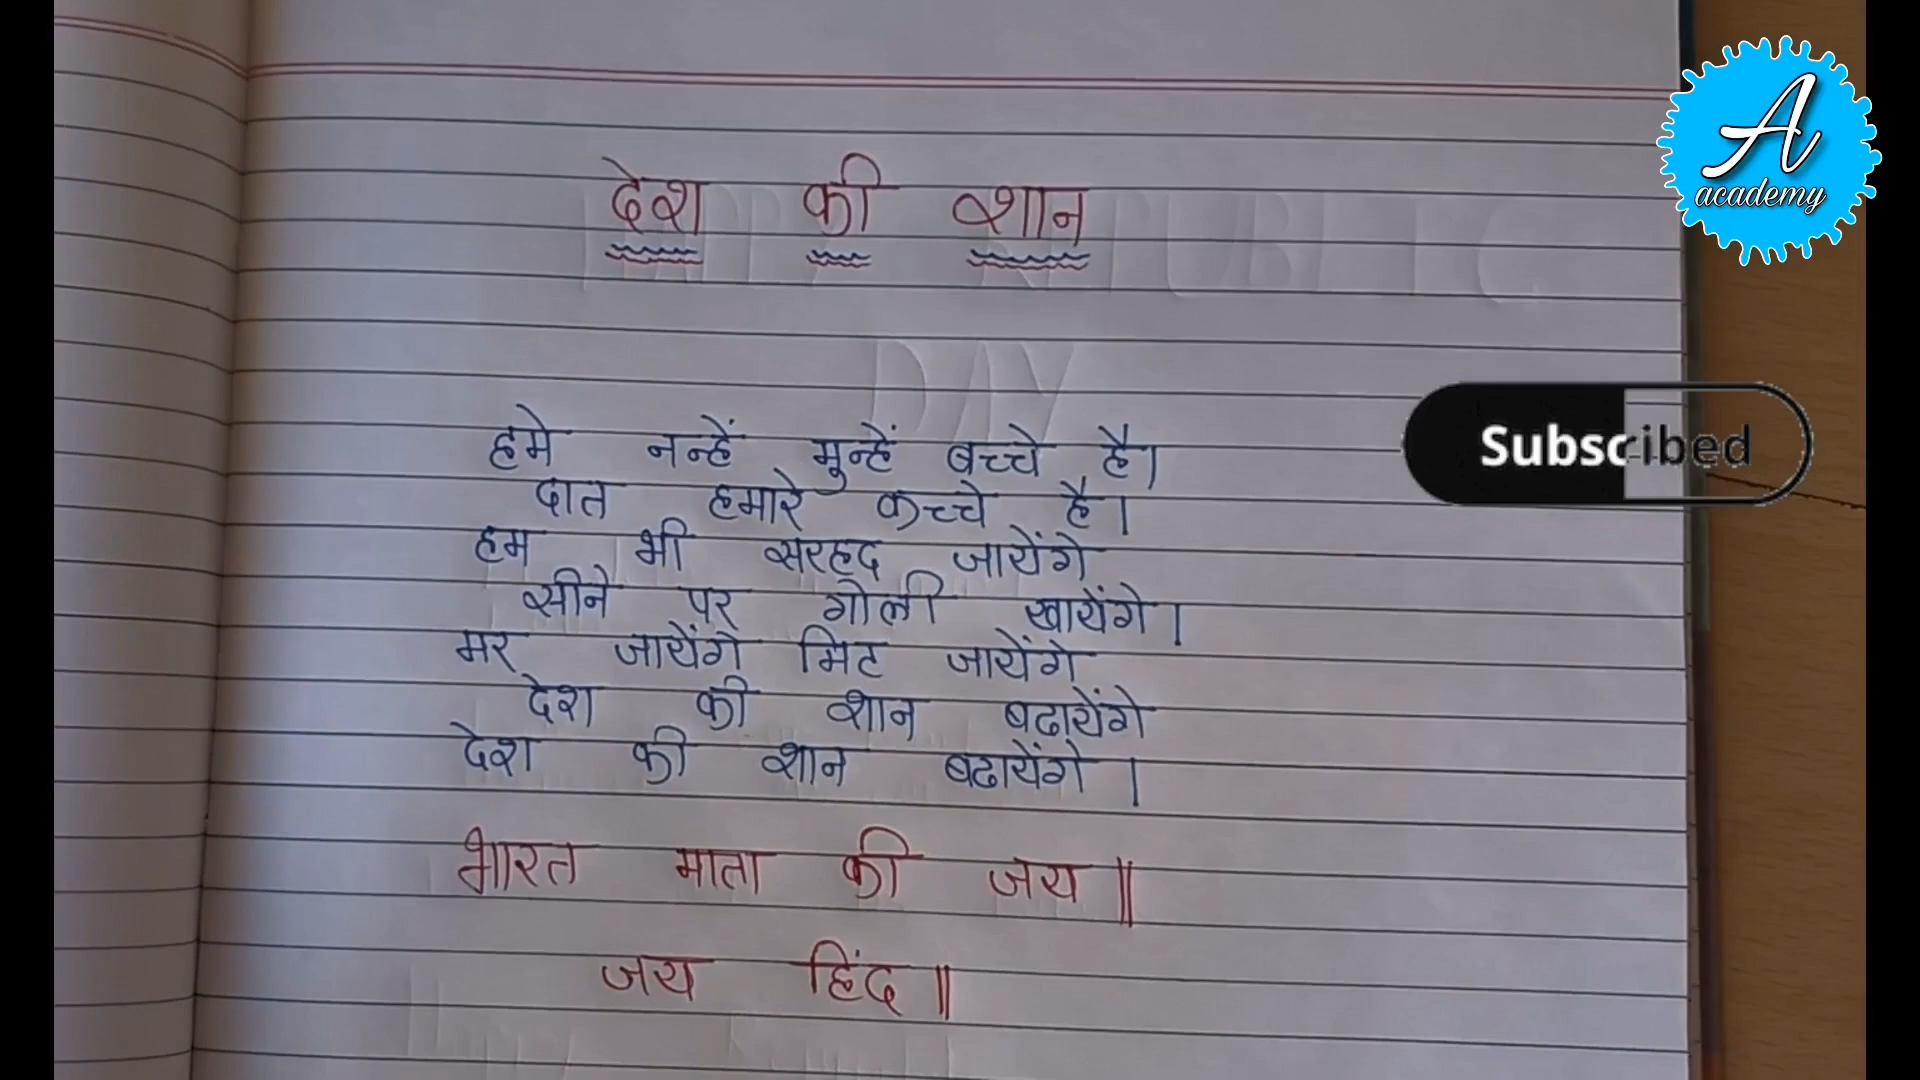 देश की शान
हमे नन्हें मुन्हें बच्चे है।
दात हमारे कच्चे है।
हम भी सरहद जायेंगे
सीने पर गोली खायेंगे।
मर जायेंगे मिट जायेंगे
देश की शान बढायेंगे
देश की शान बढायेंगे।
भारत माता की जय॥
जय हिंद॥
A
academy
Subscribed